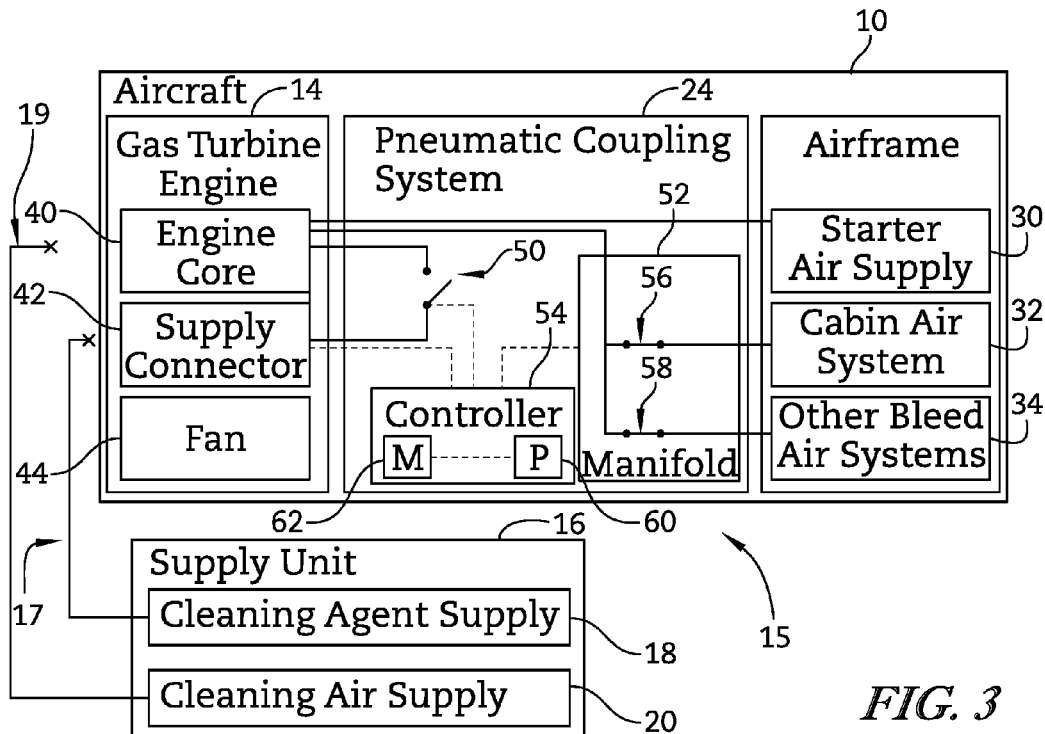 10
Aircraft
14
24
19
Gas Turbine
Engine
Pneumatic Coupling
System
Airframe
52
40
Engine
Core
50
Starter
Air Supply
30
56
42
Supply
Connector
54
Cabin Air
System
32
58
Controller
44
Fan
M
P
Manifold
Other Bleed
Air Systems
34
62
60
16
Supply Unit
17
Cleaning Agent Supply
18
15
Cleaning Air Supply
20
FIG. 3